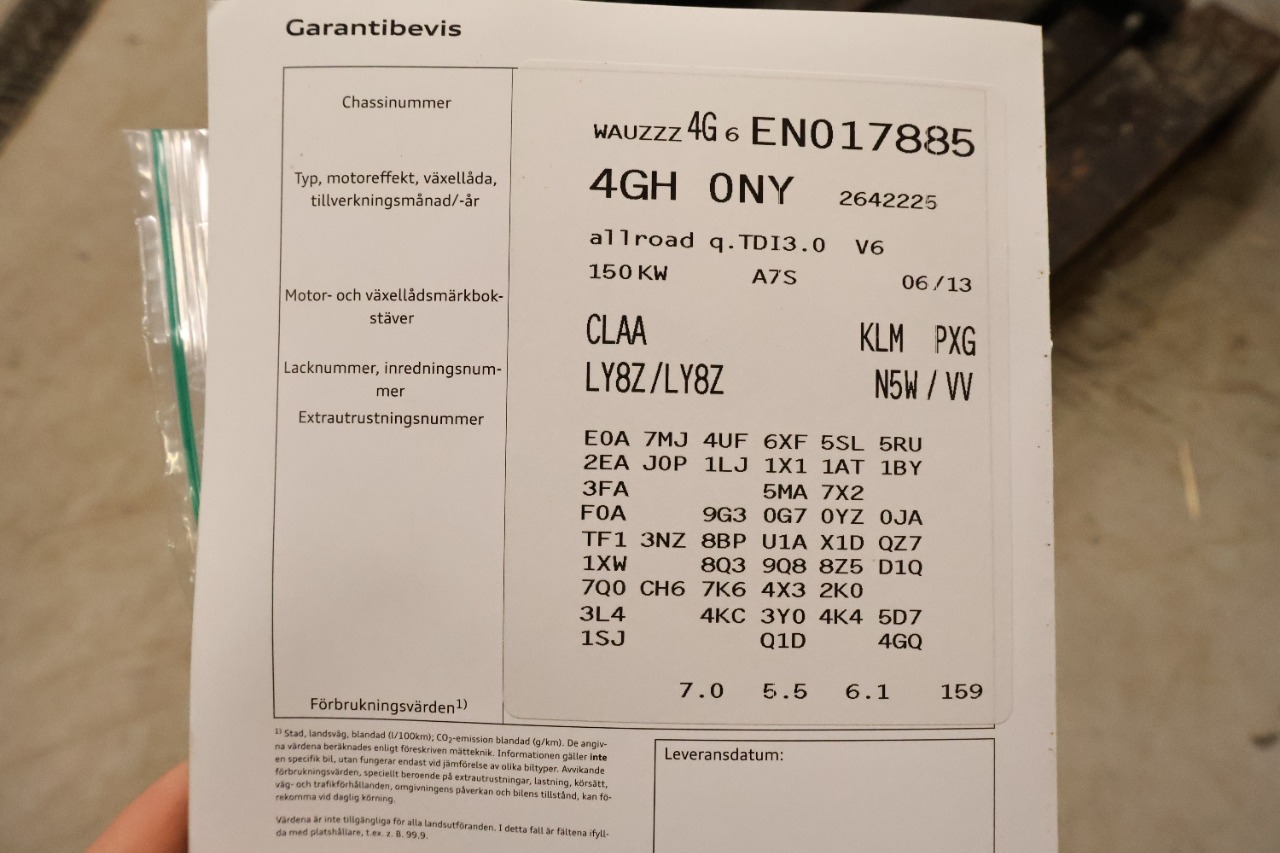 Garantibevis
Chassinummer
WAUZZZ 4G 6 EN017885
Typ, motoreffekt, växellåda,
tillverkningsmånad/-år
4GH 0NY 2642225
allroad q.TDI3.0 V6
150 KW A7S 06/13
Motor- och växellådsmärkbok-
stäver
CLAA KLM PXG
Lacknummer, inredningsnum-
mer
LY8Z/LY8Z N5W / VV
Extrautrustningsnummer
E0A 7MJ 4UF 6XF 5SL 5RU
2EA J0P 1LJ 1X1 1AT 1BY
3FA 5MA 7X2
F0A 9G3 0G7 0YZ 0JA
TF1 3NZ 8BP U1A X1D QZ7
1XW 8Q3 9Q8 8Z5 D1Q
7Q0 CH6 7K6 4X3 2K0
3L4 4KC 3Y0 4K4 5D7
1SJ Q1D 4GQ
Förbrukningsvärden1)
7.0 5.5 6.1 159
1) Stad, landsväg, blandad (l/100km); CO2-emission blandad (g/km). De angiv-
na värdena beräknades enligt föreskriven mätteknik. Informationen gäller inte
en specifik bil, utan fungerar endast vid jämförelse av olika biltyper. Avvikande
förbrukningsvärden, speciellt beroende på extrautrustningar, lastning, körsätt,
väg- och trafikförhållanden, omgivningens påverkan och bilens tillstånd, kan fö-
rekomma vid daglig körning.
Värdena är inte tillgängliga för alla landsutföranden. I detta fall är fälten ifyll-
da med platshållare, t.ex. z. B. 99.9.
Leveransdatum: